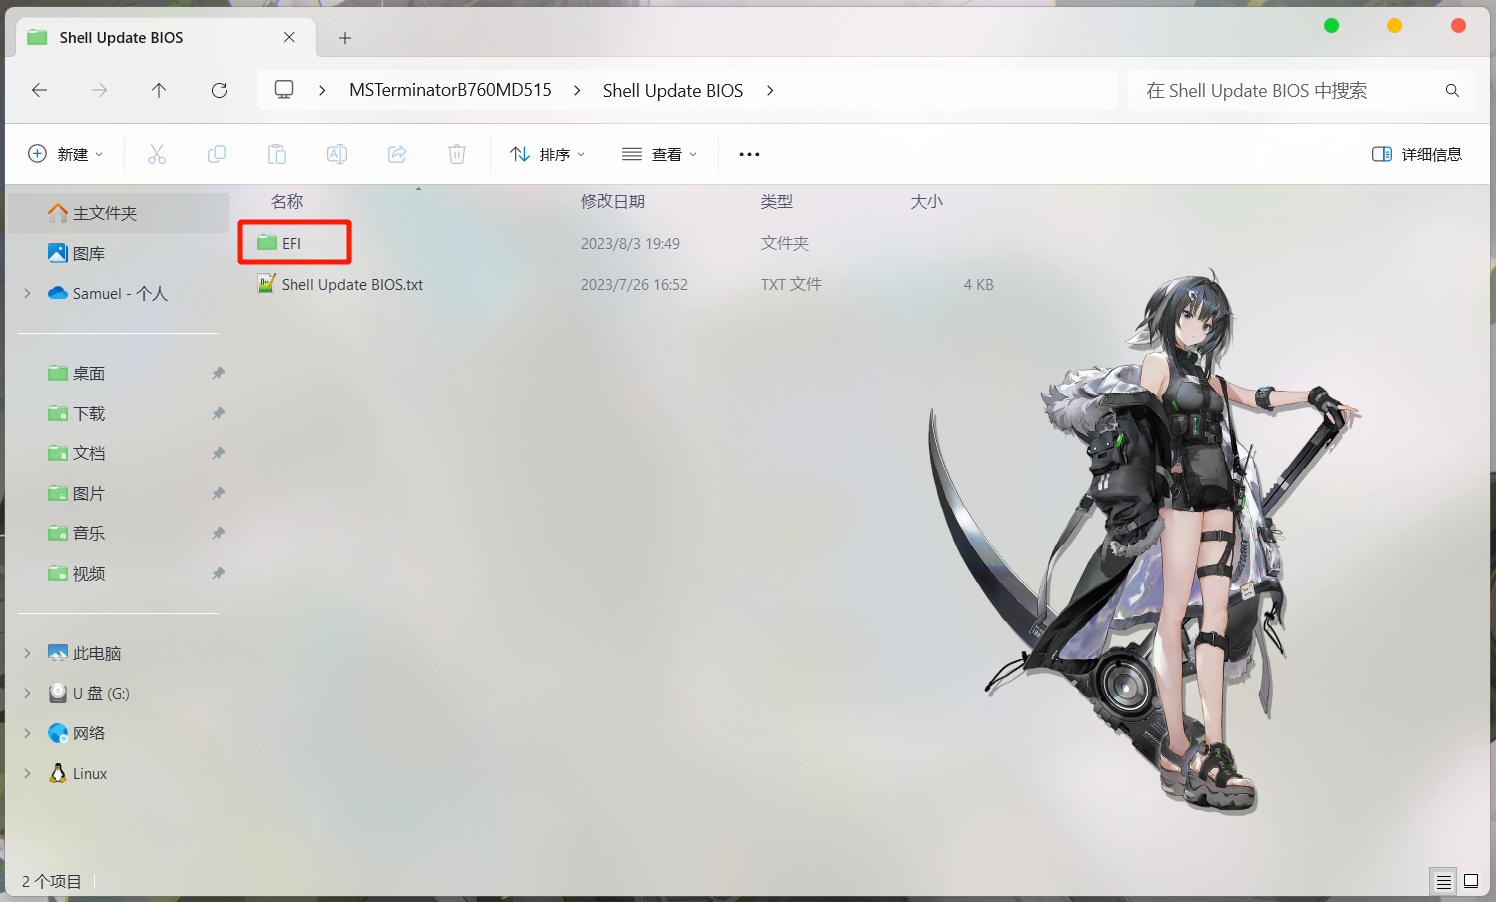 Shell Update BIOS
MSTerminatorB760MD515 Shell Update BIOS
在 Shell Update BIOS 中搜索
新建 排序 查看 详细信息
名称 修改日期 类型 大小
EFI 2023/8/3 19:49 文件夹
Shell Update BIOS.txt 2023/7/26 16:52 TXT 文件 4 KB
主文件夹
图库
Samuel - 个人
桌面
下载
文档
图片
音乐
视频
此电脑
U 盘 (G:)
网络
Linux
2 个项目